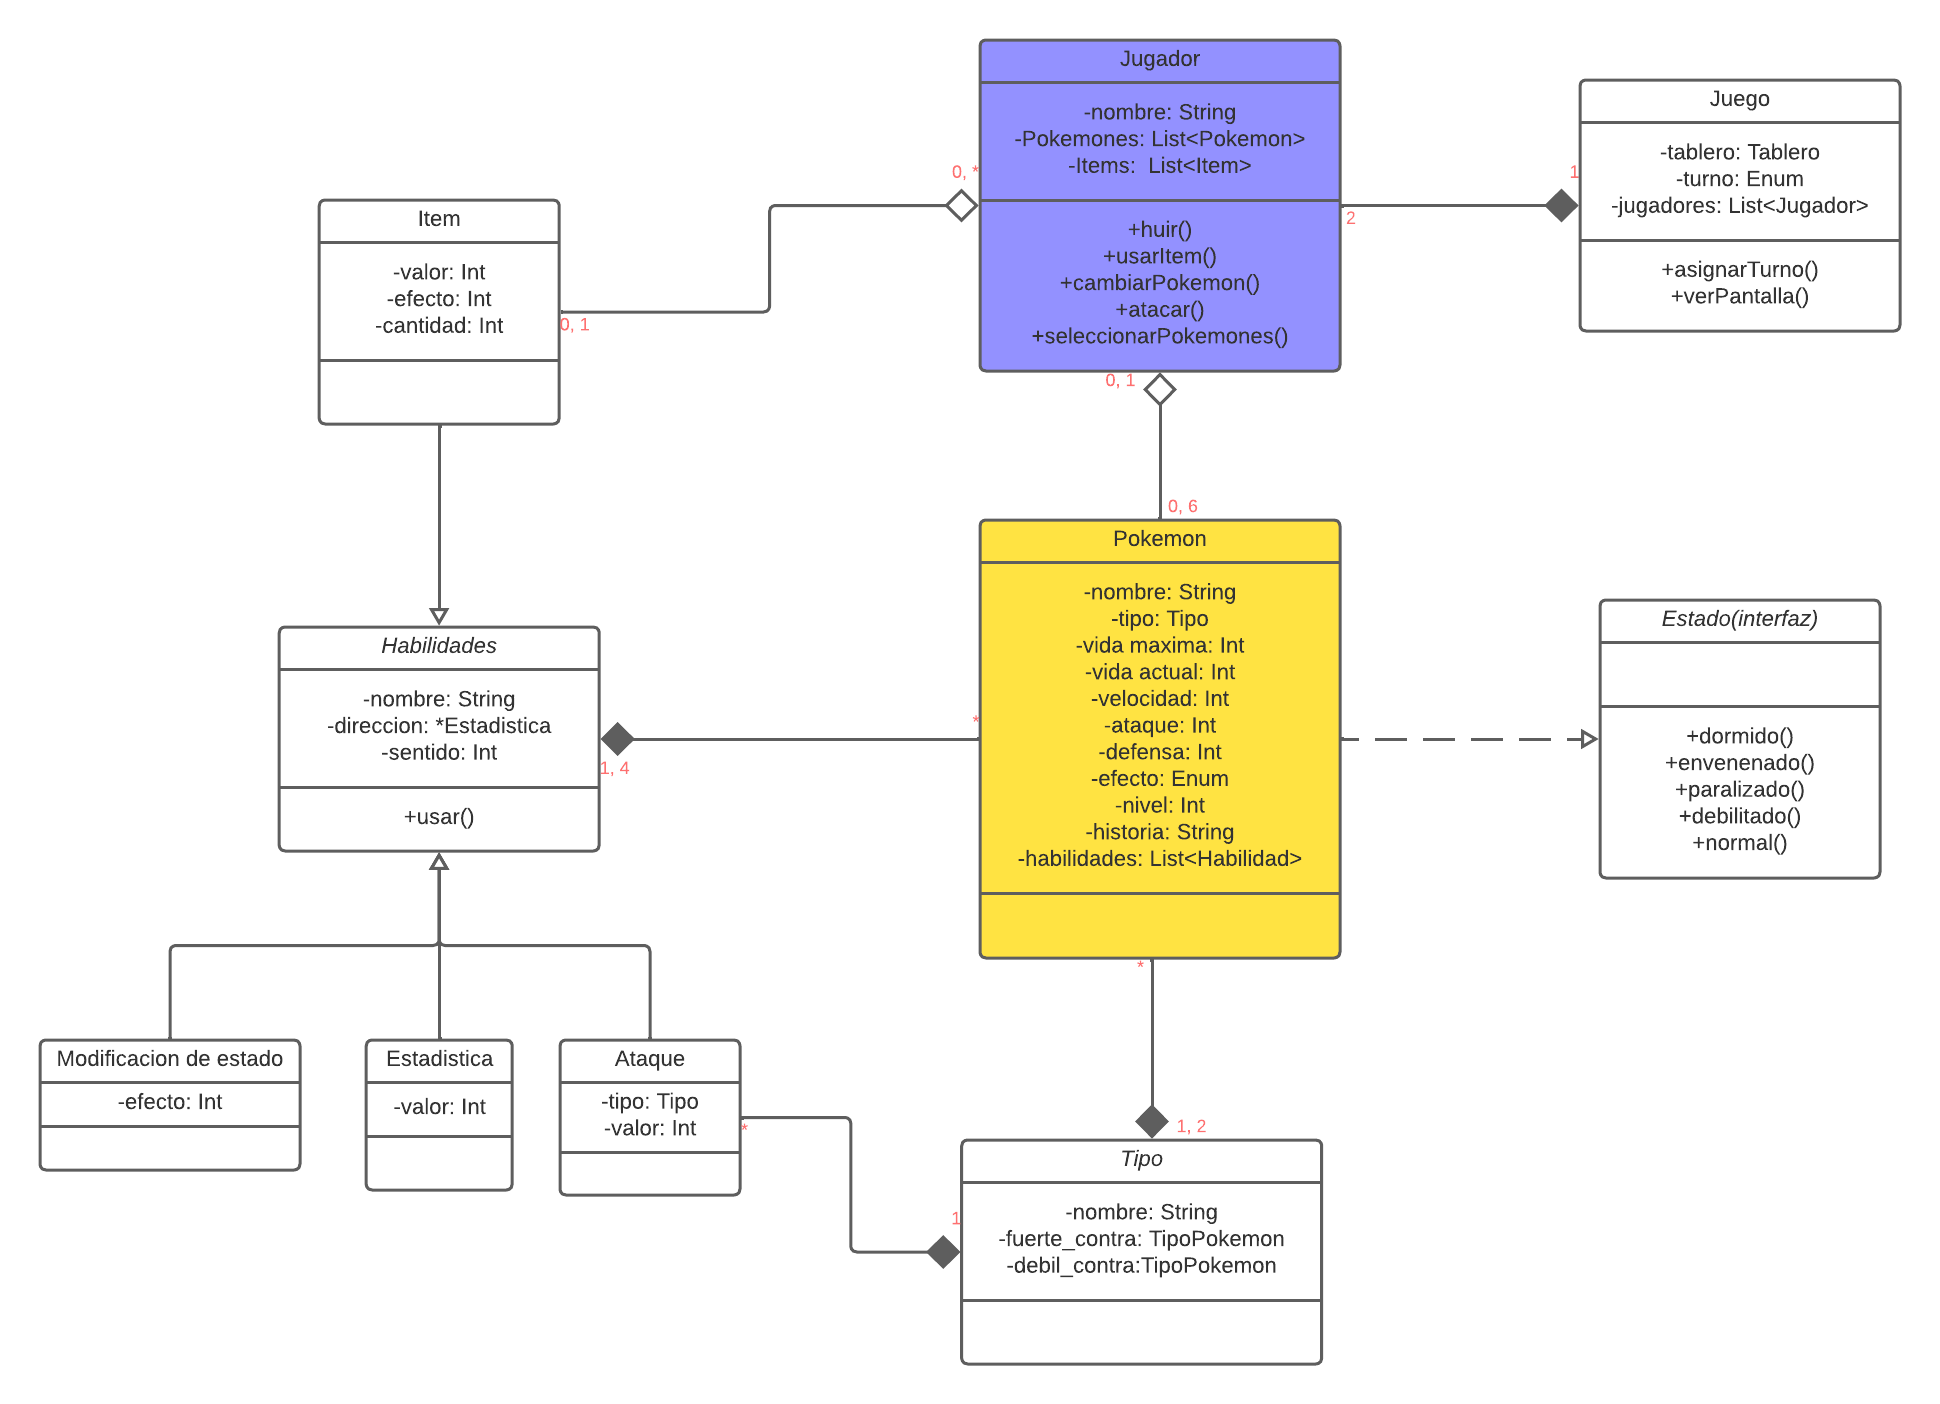 Jugador
-nombre: String
-Pokemones: List<Pokemon>
-Items:  List<Item>
+huir()
+usarItem()
+cambiarPokemon()
+atacar()
+seleccionarPokemones()
Juego
-tablero: Tablero
-turno: Enum
-jugadores: List<Jugador>
+asignarTurno()
+verPantalla()
0, *
1
2
Item
-valor: Int
-efecto: Int
-cantidad: Int
0, 1
0, 1
0, 6
Pokemon
-nombre: String
-tipo: Tipo
-vida maxima: Int
-vida actual: Int
-velocidad: Int
-ataque: Int
-defensa: Int
-efecto: Enum
-nivel: Int
-historia: String
-habilidades: List<Habilidad>
Estado(interfaz)
+dormido()
+envenenado()
+paralizado()
+debilitado()
+normal()
Habilidades
-nombre: String
-direccion: *Estadistica
-sentido: Int
+usar()
*
1, 4
*
Modificacion de estado
-efecto: Int
Estadistica
-valor: Int
Ataque
-tipo: Tipo
-valor: Int
*
1, 2
1
Tipo
-nombre: String
-fuerte_contra: TipoPokemon
-debil_contra:TipoPokemon